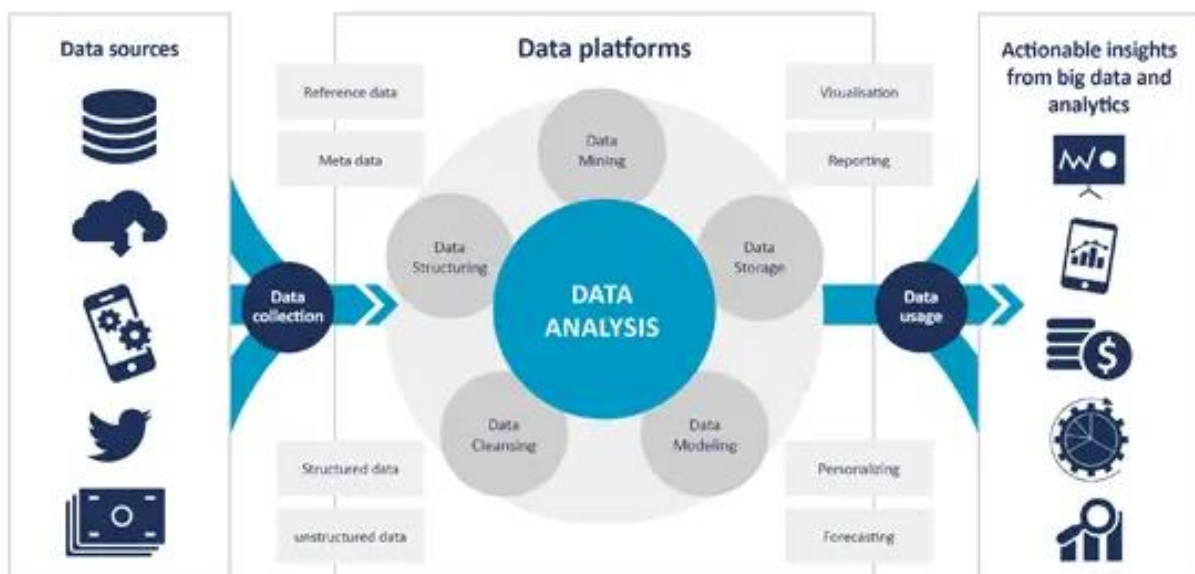 Data sources
Data platforms
Actionable insights
from big data and
analytics
Reference data
Meta data
Structured data
unstructured data
Data
collection
Data
Mining
Data
Structuring
Data
Storage
DATA
ANALYSIS
Data
Cleansing
Data
Modeling
Visualisation
Reporting
Personalizing
Forecasting
Data
usage
$